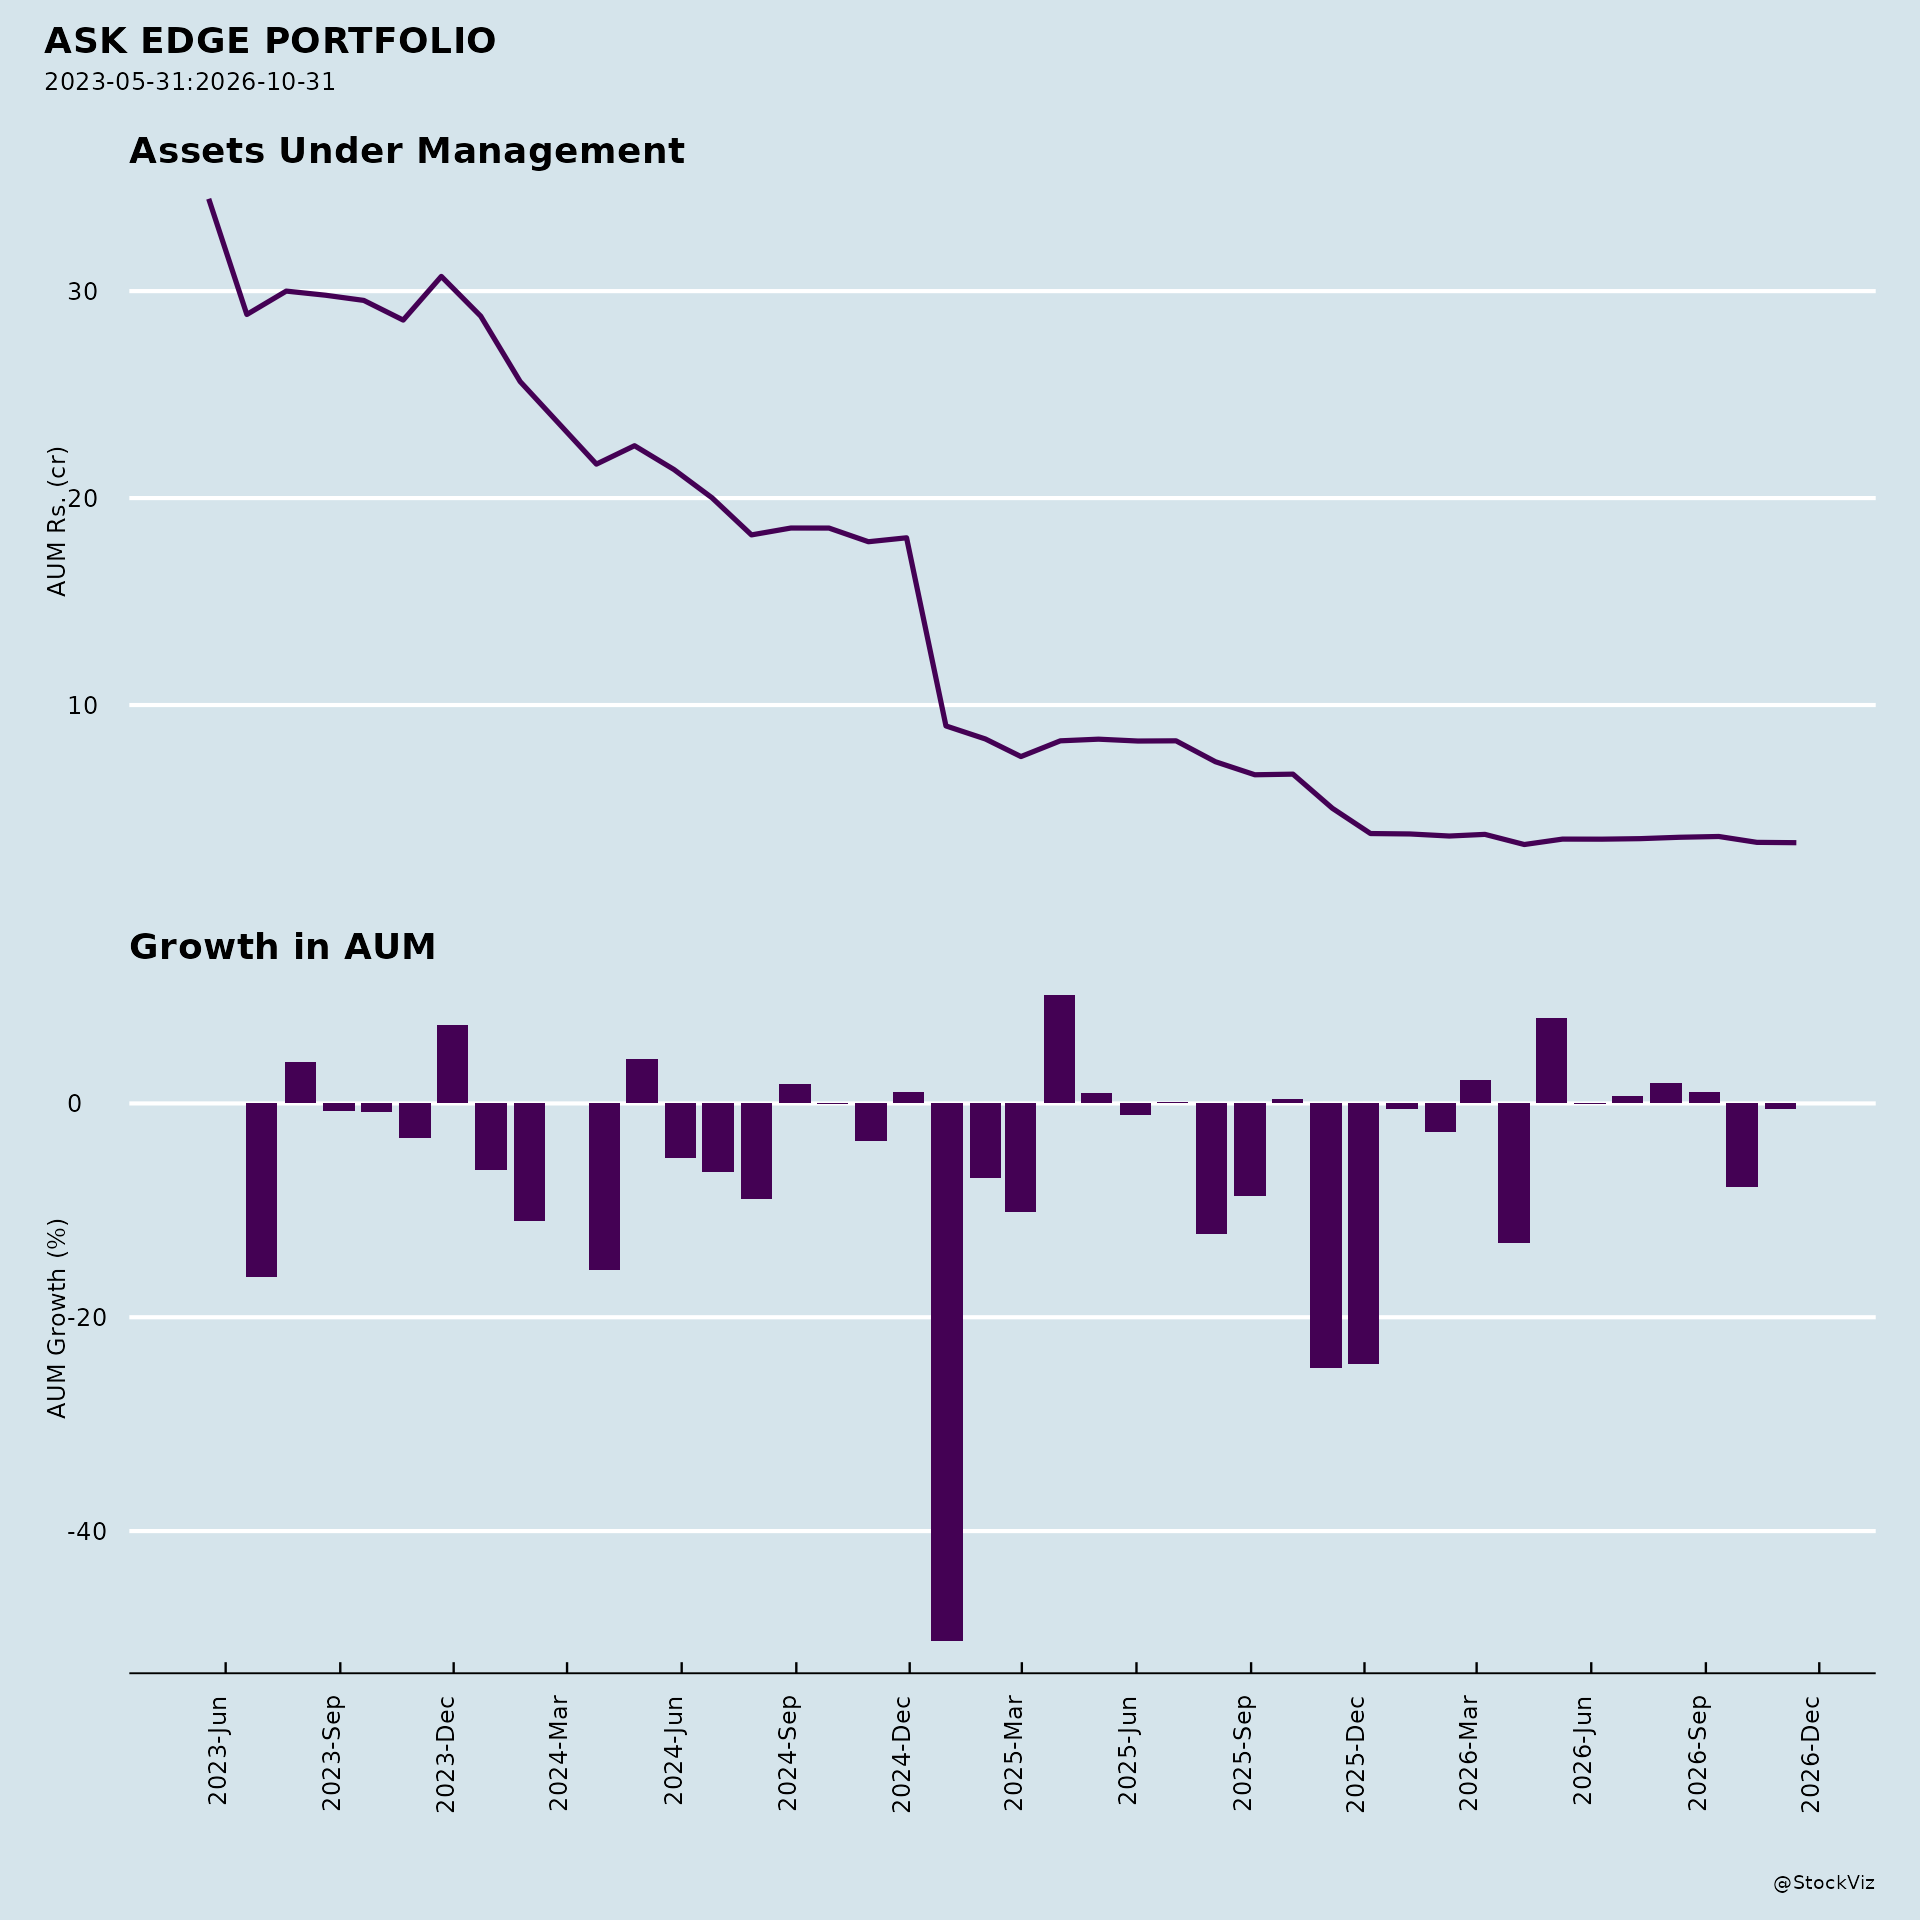 ASK EDGE PORTFOLIO
2023-05-31:2026-10-31
Assets Under Management
AUM Rs. (cr)
30
20
10
Growth in AUM
AUM Growth (%)
0
-20
-40
2023-Jun
2023-Sep
2023-Dec
2024-Mar
2024-Jun
2024-Sep
2024-Dec
2025-Mar
2025-Jun
2025-Sep
2025-Dec
2026-Mar
2026-Jun
2026-Sep
2026-Dec
@StockViz